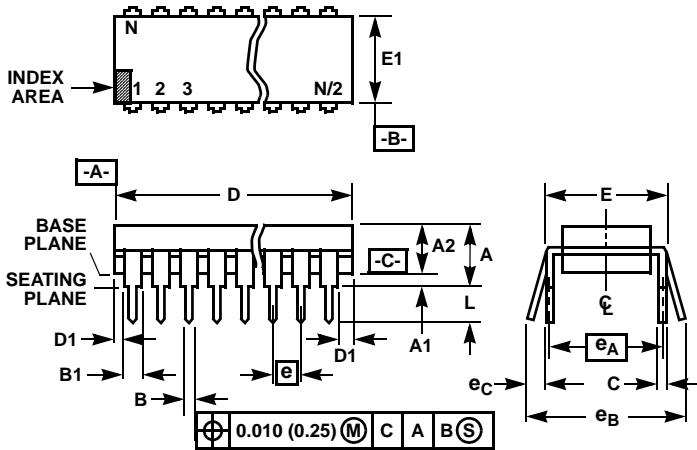 N
E1
INDEX
AREA
1 2 3 N/2
-B-
-A-
D
E
BASE
PLANE
A2
A
-C-
SEATING
PLANE
L
CL
D1
A1
D1
eA
B1
e
eC
C
B
eB
0.010 (0.25) M C A B S